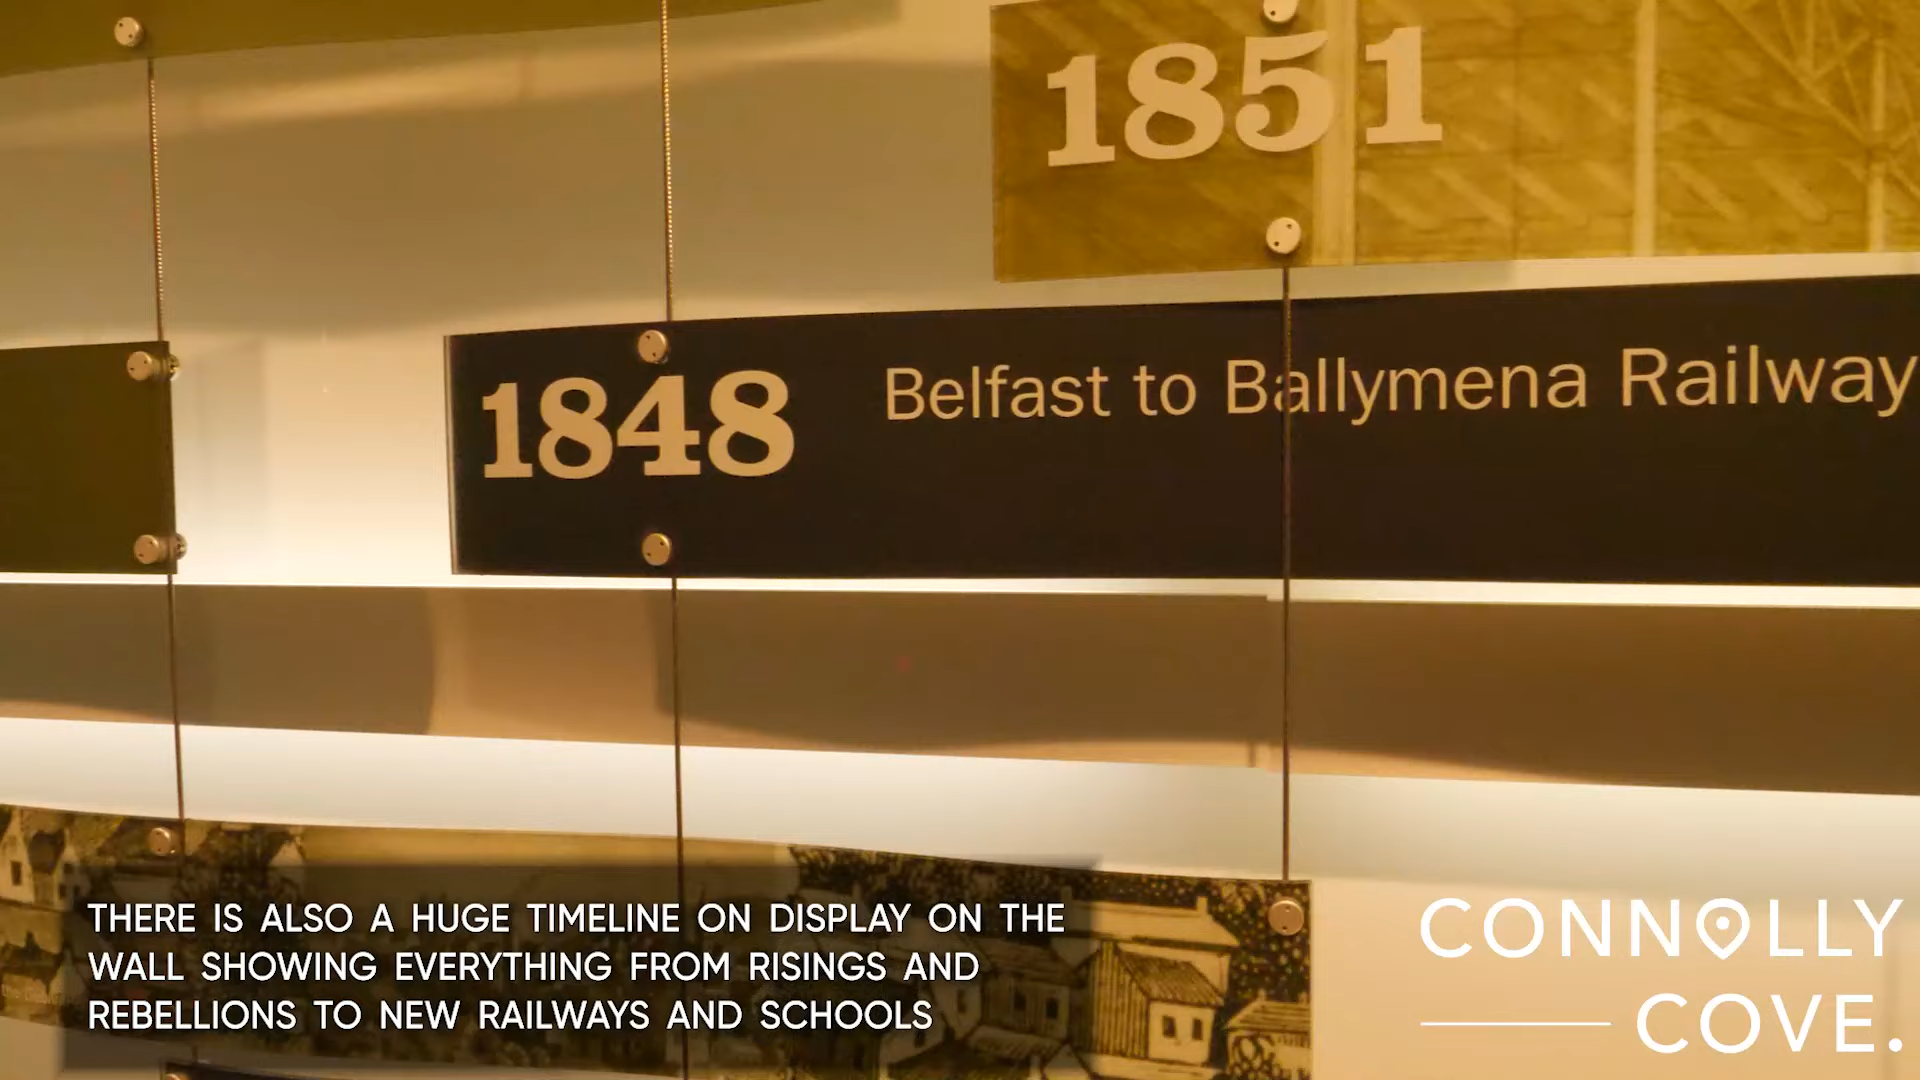 1851
1848 Belfast to Ballymena Railway
THERE IS ALSO A HUGE TIMELINE ON DISPLAY ON THE
WALL SHOWING EVERYTHING FROM RISINGS AND
REBELLIONS TO NEW RAILWAYS AND SCHOOLS
CONNOLLY
COVE.